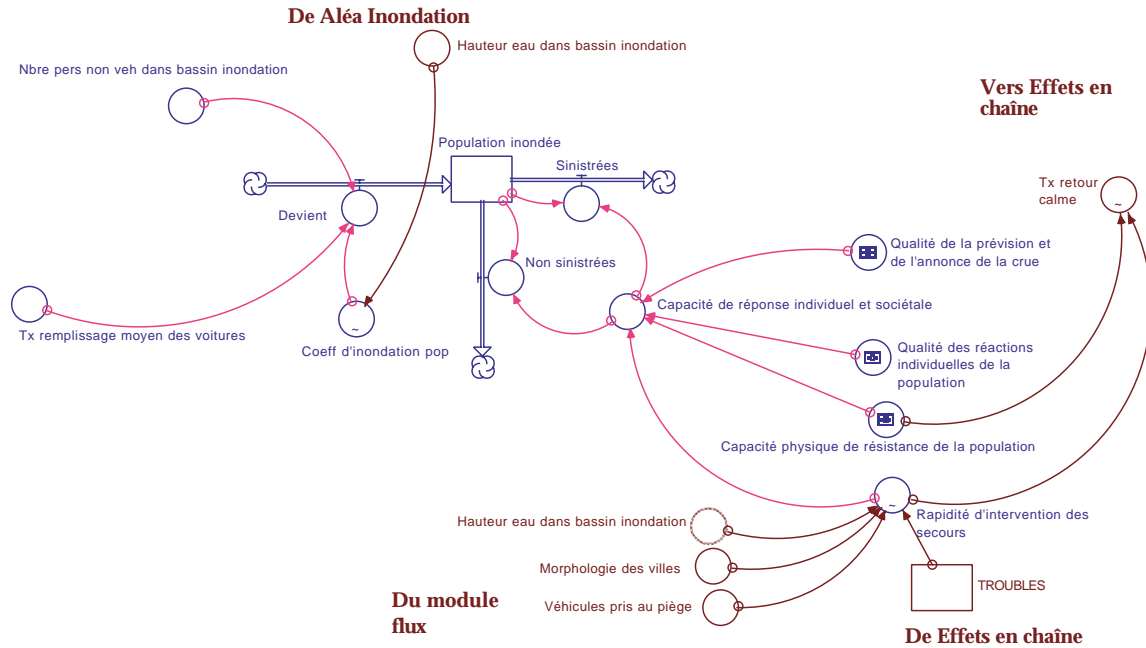 De Aléa Inondation
Hauteur eau dans bassin inondation
Nbre pers non veh dans bassin inondation
Vers Effets en
chaîne
Population inondée
Sinistrées
Tx retour
calme
~
Devient
Qualité de la prévision et
de l'annonce de la crue
Non sinistrées
Capacité de réponse individuel et sociétale
Tx remplissage moyen des voitures
~
Coeff d'inondation pop
Qualité des réactions
individuelles de la
population
Capacité physique de résistance de la population
~
Rapidité d'intervention des
secours
Hauteur eau dans bassin inondation
Morphologie des villes
TROUBLES
Véhicules pris au piège
Du module
flux
De Effets en chaîne